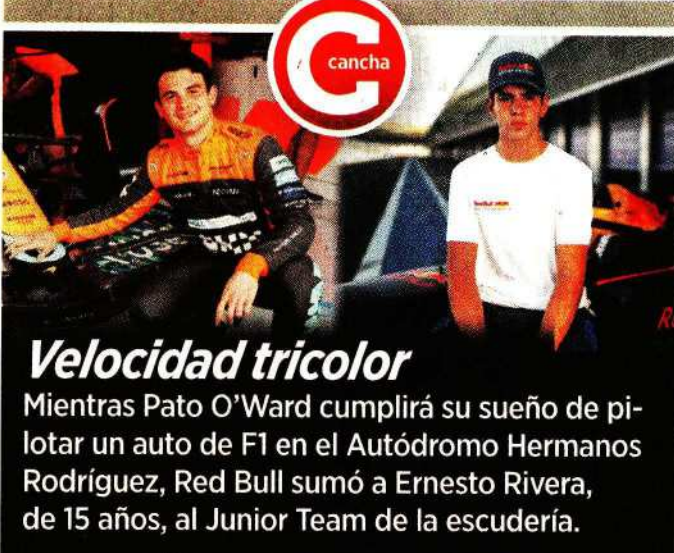 cancha
Velocidad tricolor
Mientras Pato O'Ward cumplirá su sueño de pi-
lotar un auto de F1 en el Autódromo Hermanos
Rodríguez, Red Bull sumó a Ernesto Rivera,
de 15 años, al Junior Team de la escudería.